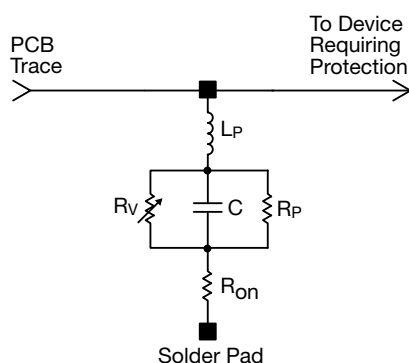 PCB
Trace
To Device
Requiring
Protection
LP
RV
C
RP
Ron
Solder Pad